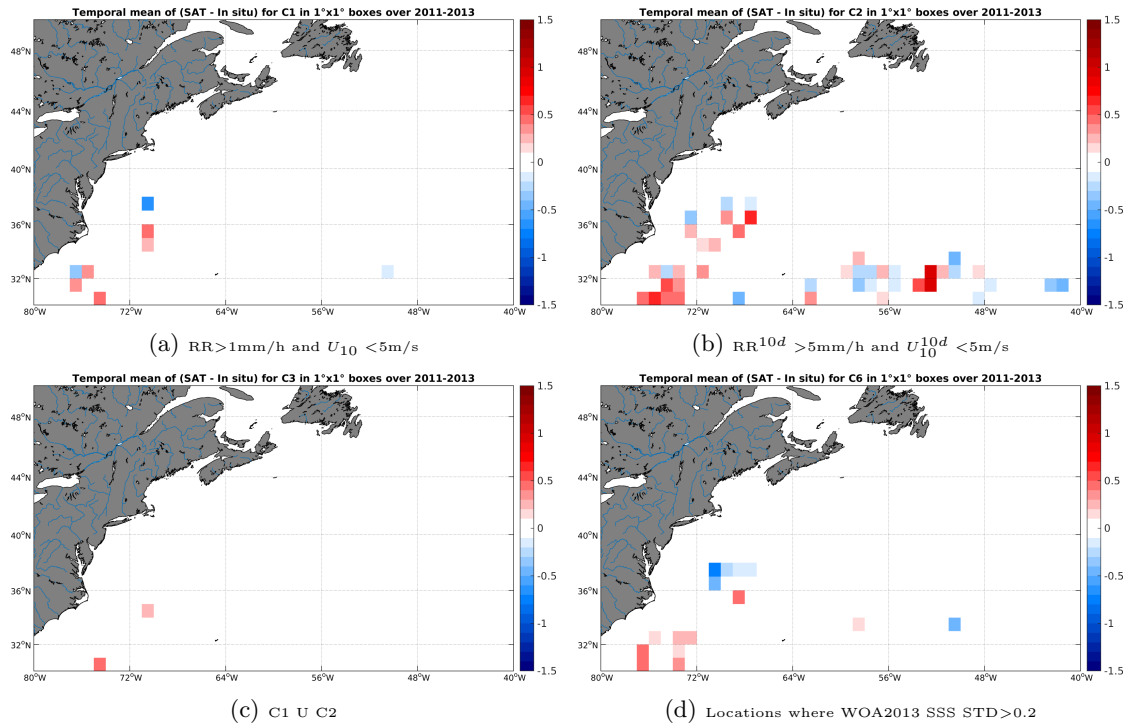 Temporal mean of (SAT - In situ) for C1 in 1°x1° boxes over 2011-2013
48°N
44°N
40°N
36°N
32°N
80°W 72°W 64°W 56°W 48°W 40°W
1.5
1
0.5
0
-0.5
-1
-1.5
(a) RR>1mm/h and U10 <5m/s
Temporal mean of (SAT - In situ) for C2 in 1°x1° boxes over 2011-2013
48°N
44°N
40°N
36°N
32°N
80°W 72°W 64°W 56°W 48°W 40°W
1.5
1
0.5
0
-0.5
-1
-1.5
(b) RR^10d >5mm/h and U10^10d <5m/s
Temporal mean of (SAT - In situ) for C3 in 1°x1° boxes over 2011-2013
48°N
44°N
40°N
36°N
32°N
80°W 72°W 64°W 56°W 48°W 40°W
1.5
1
0.5
0
-0.5
-1
-1.5
(c) C1 U C2
Temporal mean of (SAT - In situ) for C6 in 1°x1° boxes over 2011-2013
48°N
44°N
40°N
36°N
32°N
80°W 72°W 64°W 56°W 48°W 40°W
1.5
1
0.5
0
-0.5
-1
-1.5
(d) Locations where WOA2013 SSS STD>0.2